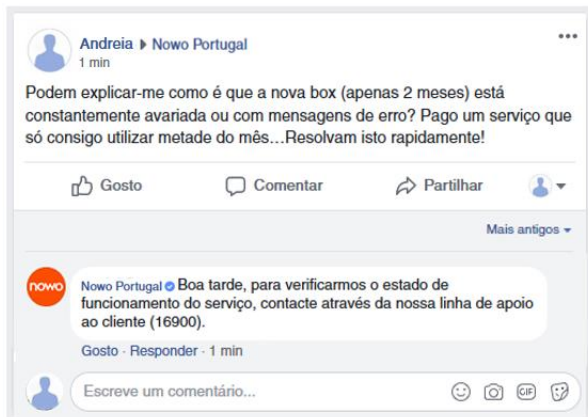 Andreia ▶ Nowo Portugal
1 min
Podem explicar-me como é que a nova box (apenas 2 meses) está
constantemente avariada ou com mensagens de erro? Pago um serviço que
só consigo utilizar metade do mês...Resolvam isto rapidamente!
Gosto Comentar Partilhar
Mais antigos
nowo
Nowo Portugal Boa tarde, para verificarmos o estado de
funcionamento do serviço, contacte através da nossa linha de apoio
ao cliente (16900).
Gosto · Responder · 1 min
Escreve um comentário... GIF